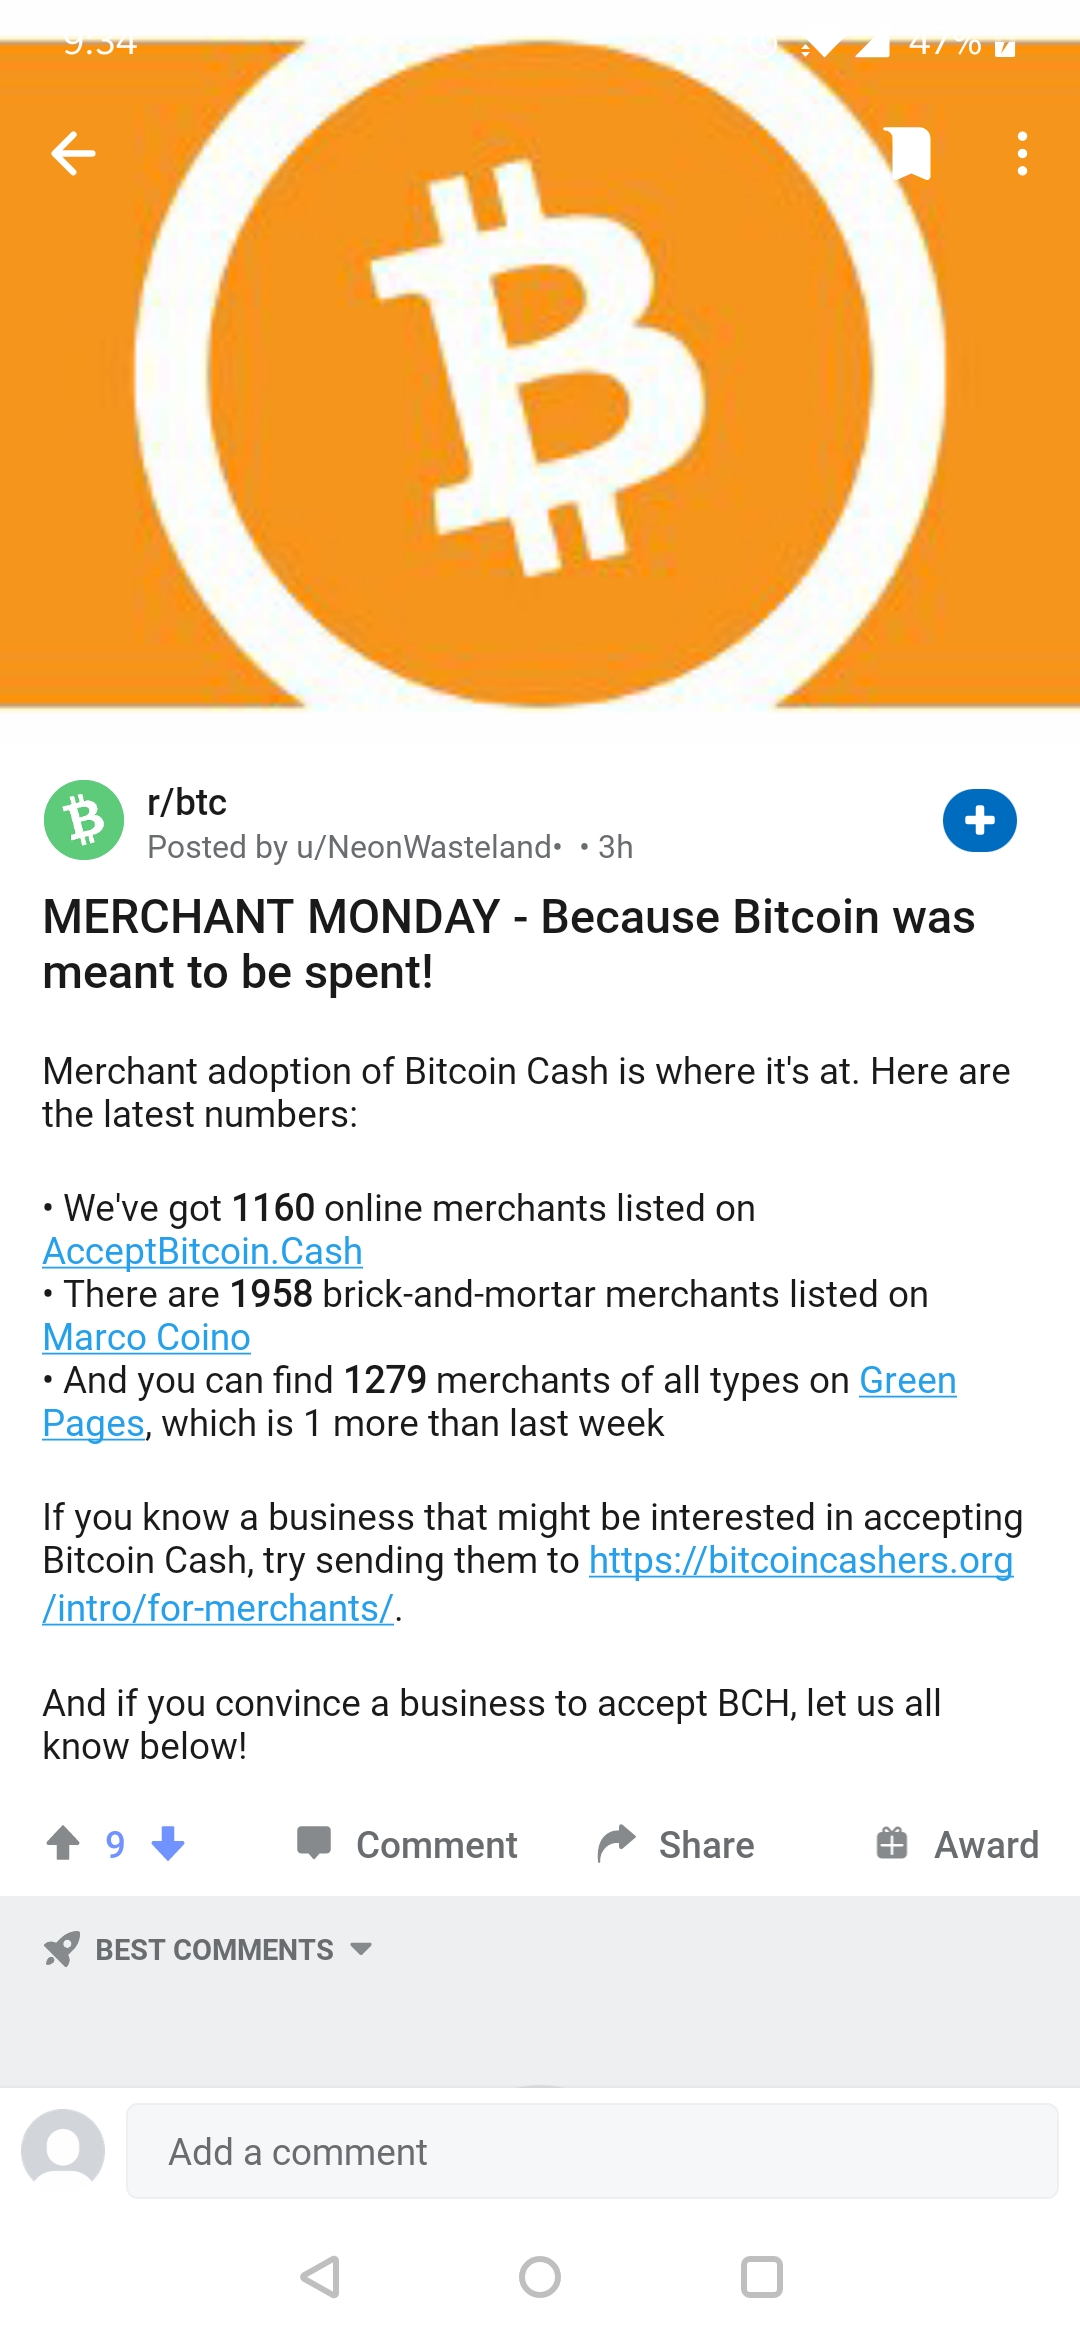 9:34
47%
r/btc
Posted by u/NeonWasteland• • 3h
MERCHANT MONDAY - Because Bitcoin was
meant to be spent!
Merchant adoption of Bitcoin Cash is where it's at. Here are
the latest numbers:
• We've got 1160 online merchants listed on
AcceptBitcoin.Cash
• There are 1958 brick-and-mortar merchants listed on
Marco Coino
• And you can find 1279 merchants of all types on Green
Pages, which is 1 more than last week
If you know a business that might be interested in accepting
Bitcoin Cash, try sending them to https://bitcoincashers.org
/intro/for-merchants/.
And if you convince a business to accept BCH, let us all
know below!
9 Comment Share Award
BEST COMMENTS
Add a comment